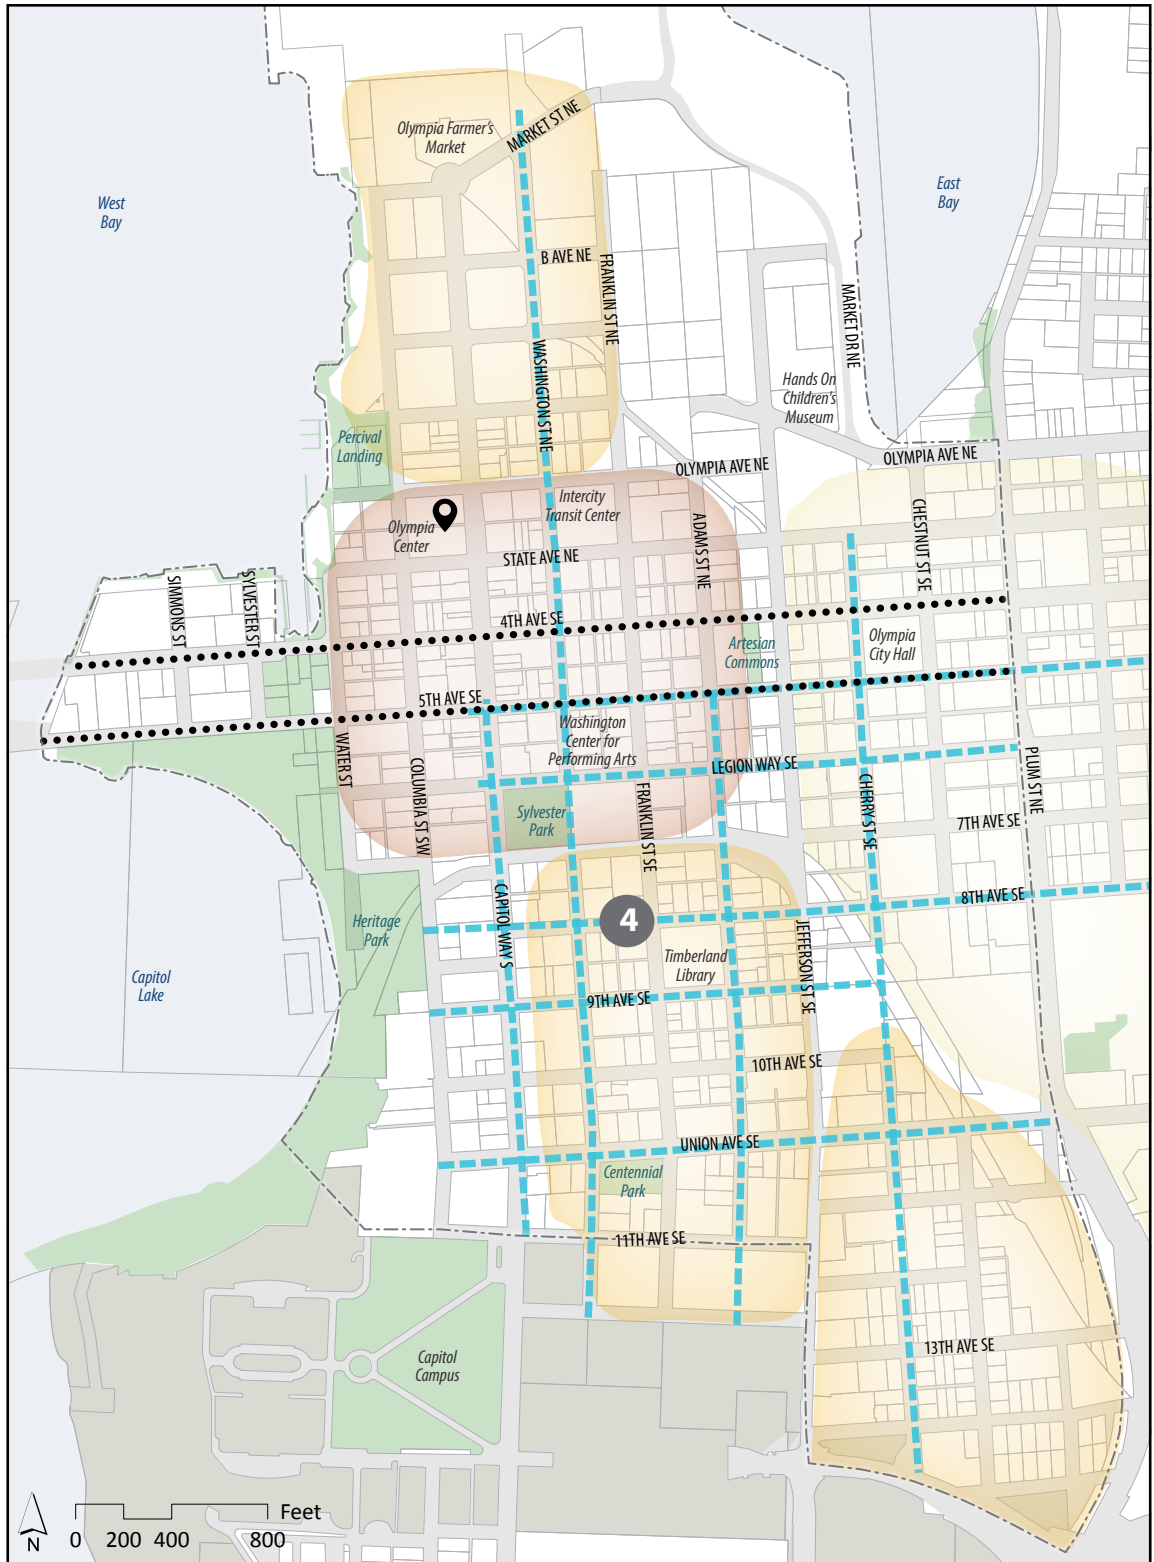 Olympia Farmer's
Market
MARKET ST NE
West
Bay
East
Bay
B AVE NE
FRANKLIN ST NE
MARKET DR NE
WASHINGTON ST NE
Hands On
Children's
Museum
Percival
Landing
OLYMPIA AVE NE
OLYMPIA AVE NE
Intercity
Transit Center
Olympia
Center
ADAMS ST NE
CHESTNUT ST SE
STATE AVE NE
SIMMONS ST
SYLVESTER ST
4TH AVE SE
Olympia
City Hall
Artesian
Commons
5TH AVE SE
Washington
Center for
Performing Arts
WATER ST
COLUMBIA ST SW
LEGION WAY SE
PLUM ST NE
FRANKLIN ST SE
CHERRY ST SE
Sylvester
Park
7TH AVE SE
CAPITOL WAY S
8TH AVE SE
4
Heritage
Park
JEFFERSON ST SE
Timberland
Library
Capitol
Lake
9TH AVE SE
10TH AVE SE
UNION AVE SE
Centennial
Park
11TH AVE SE
13TH AVE SE
Capitol
Campus
Feet
N
0 200 400 800